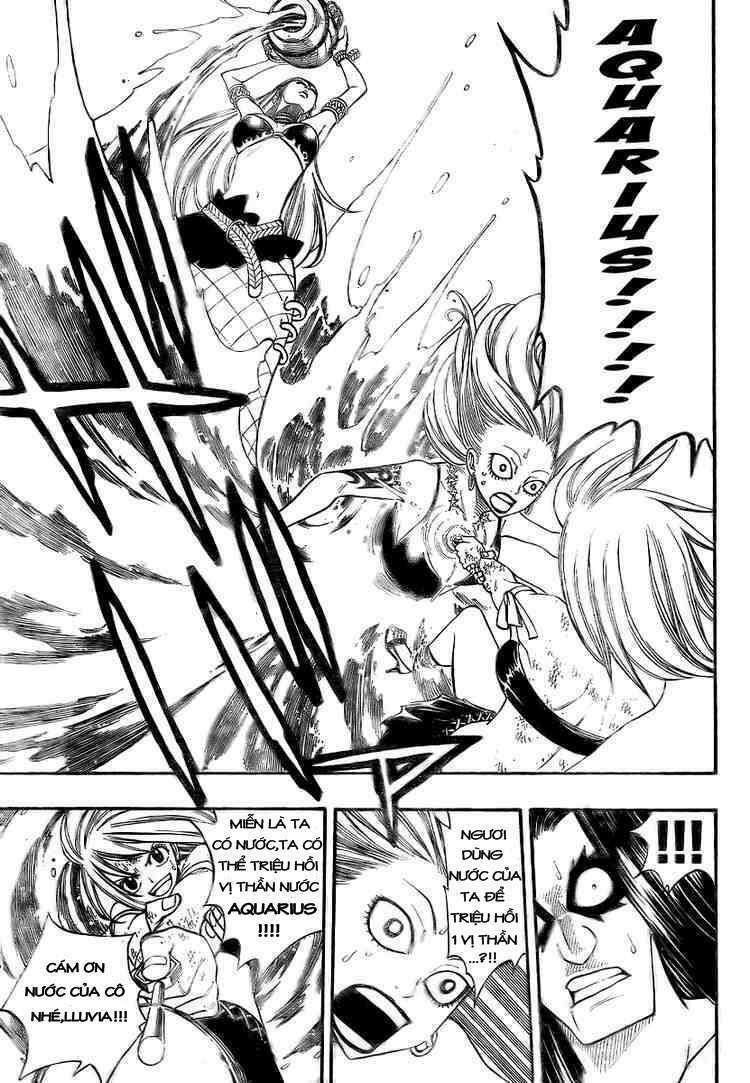 AQUARIUS!!!!
!!!
NGƯƠI
DÙNG
NƯỚC CỦA
TA ĐỂ
TRIỆU HỒI
1 VỊ THẦN
...?!!
MIỄN LÀ TA
CÓ NƯỚC,TA CÓ
THỂ TRIỆU HỒI
VỊ THẦN NƯỚC
AQUARIUS
!!!!
CÁM ƠN
NƯỚC CỦA CÔ
NHÉ,LLUVIA!!!